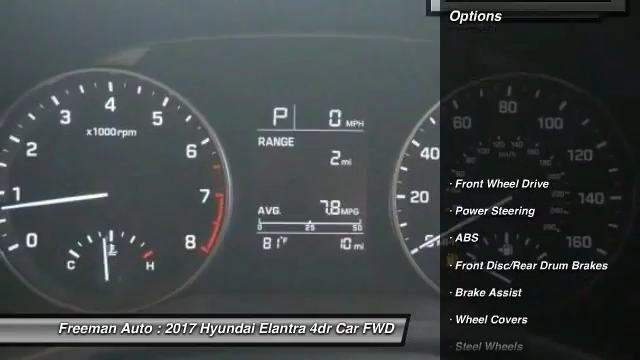 Options
P 0 MPH
RANGE
2 mi
AVG. 7.8 MPG
0 25 50
81°F 10 mi
0 1 2 3 4 5 6 7 8
x1000rpm
C H
20 40 60 80 100 120 140 160
km/h
· Front Wheel Drive
· Power Steering
· ABS
· Front Disc/Rear Drum Brakes
· Brake Assist
· Wheel Covers
· Steel Wheels
Freeman Auto : 2017 Hyundai Elantra 4dr Car FWD